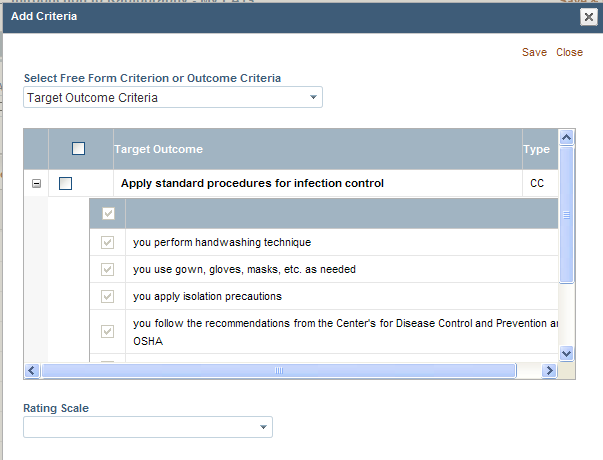 Add Criteria
Save Close
Select Free Form Criterion or Outcome Criteria
Target Outcome Criteria
Target Outcome Type
Apply standard procedures for infection control CC
you perform handwashing technique
you use gown, gloves, masks, etc. as needed
you apply isolation precautions
you follow the recommendations from the Center's for Disease Control and Prevention an
OSHA
Rating Scale